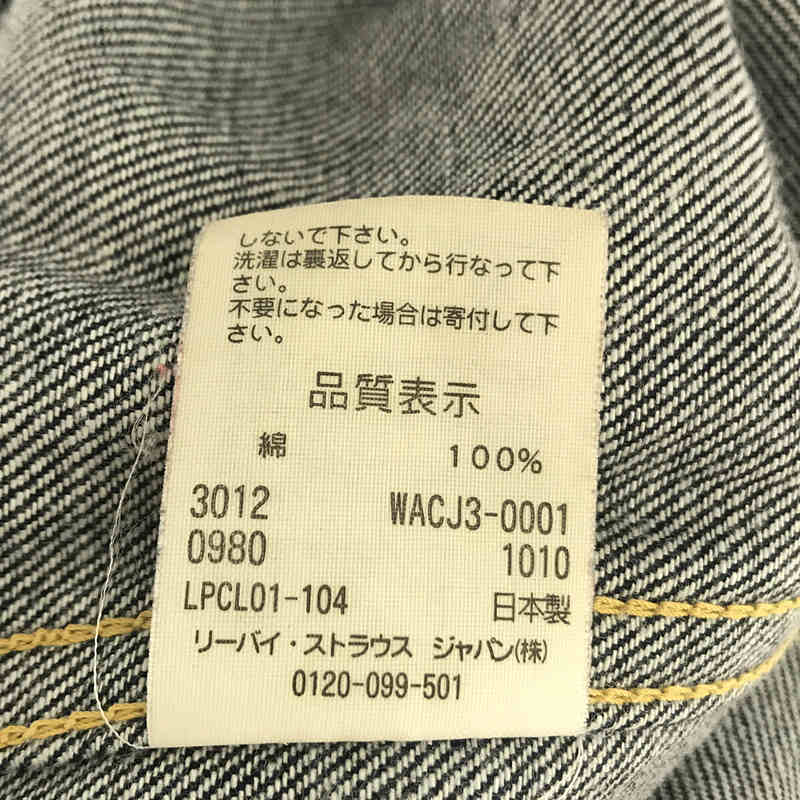 しないで下さい。
洗濯は裏返してから行なって下
さい。
不要になった場合は寄付して下
さい。
品質表示
綿 100%
3012 WACJ3-0001
0980 1010
LPCL01-104 日本製
リーバイ・ストラウス ジャパン(株)
0120-099-501